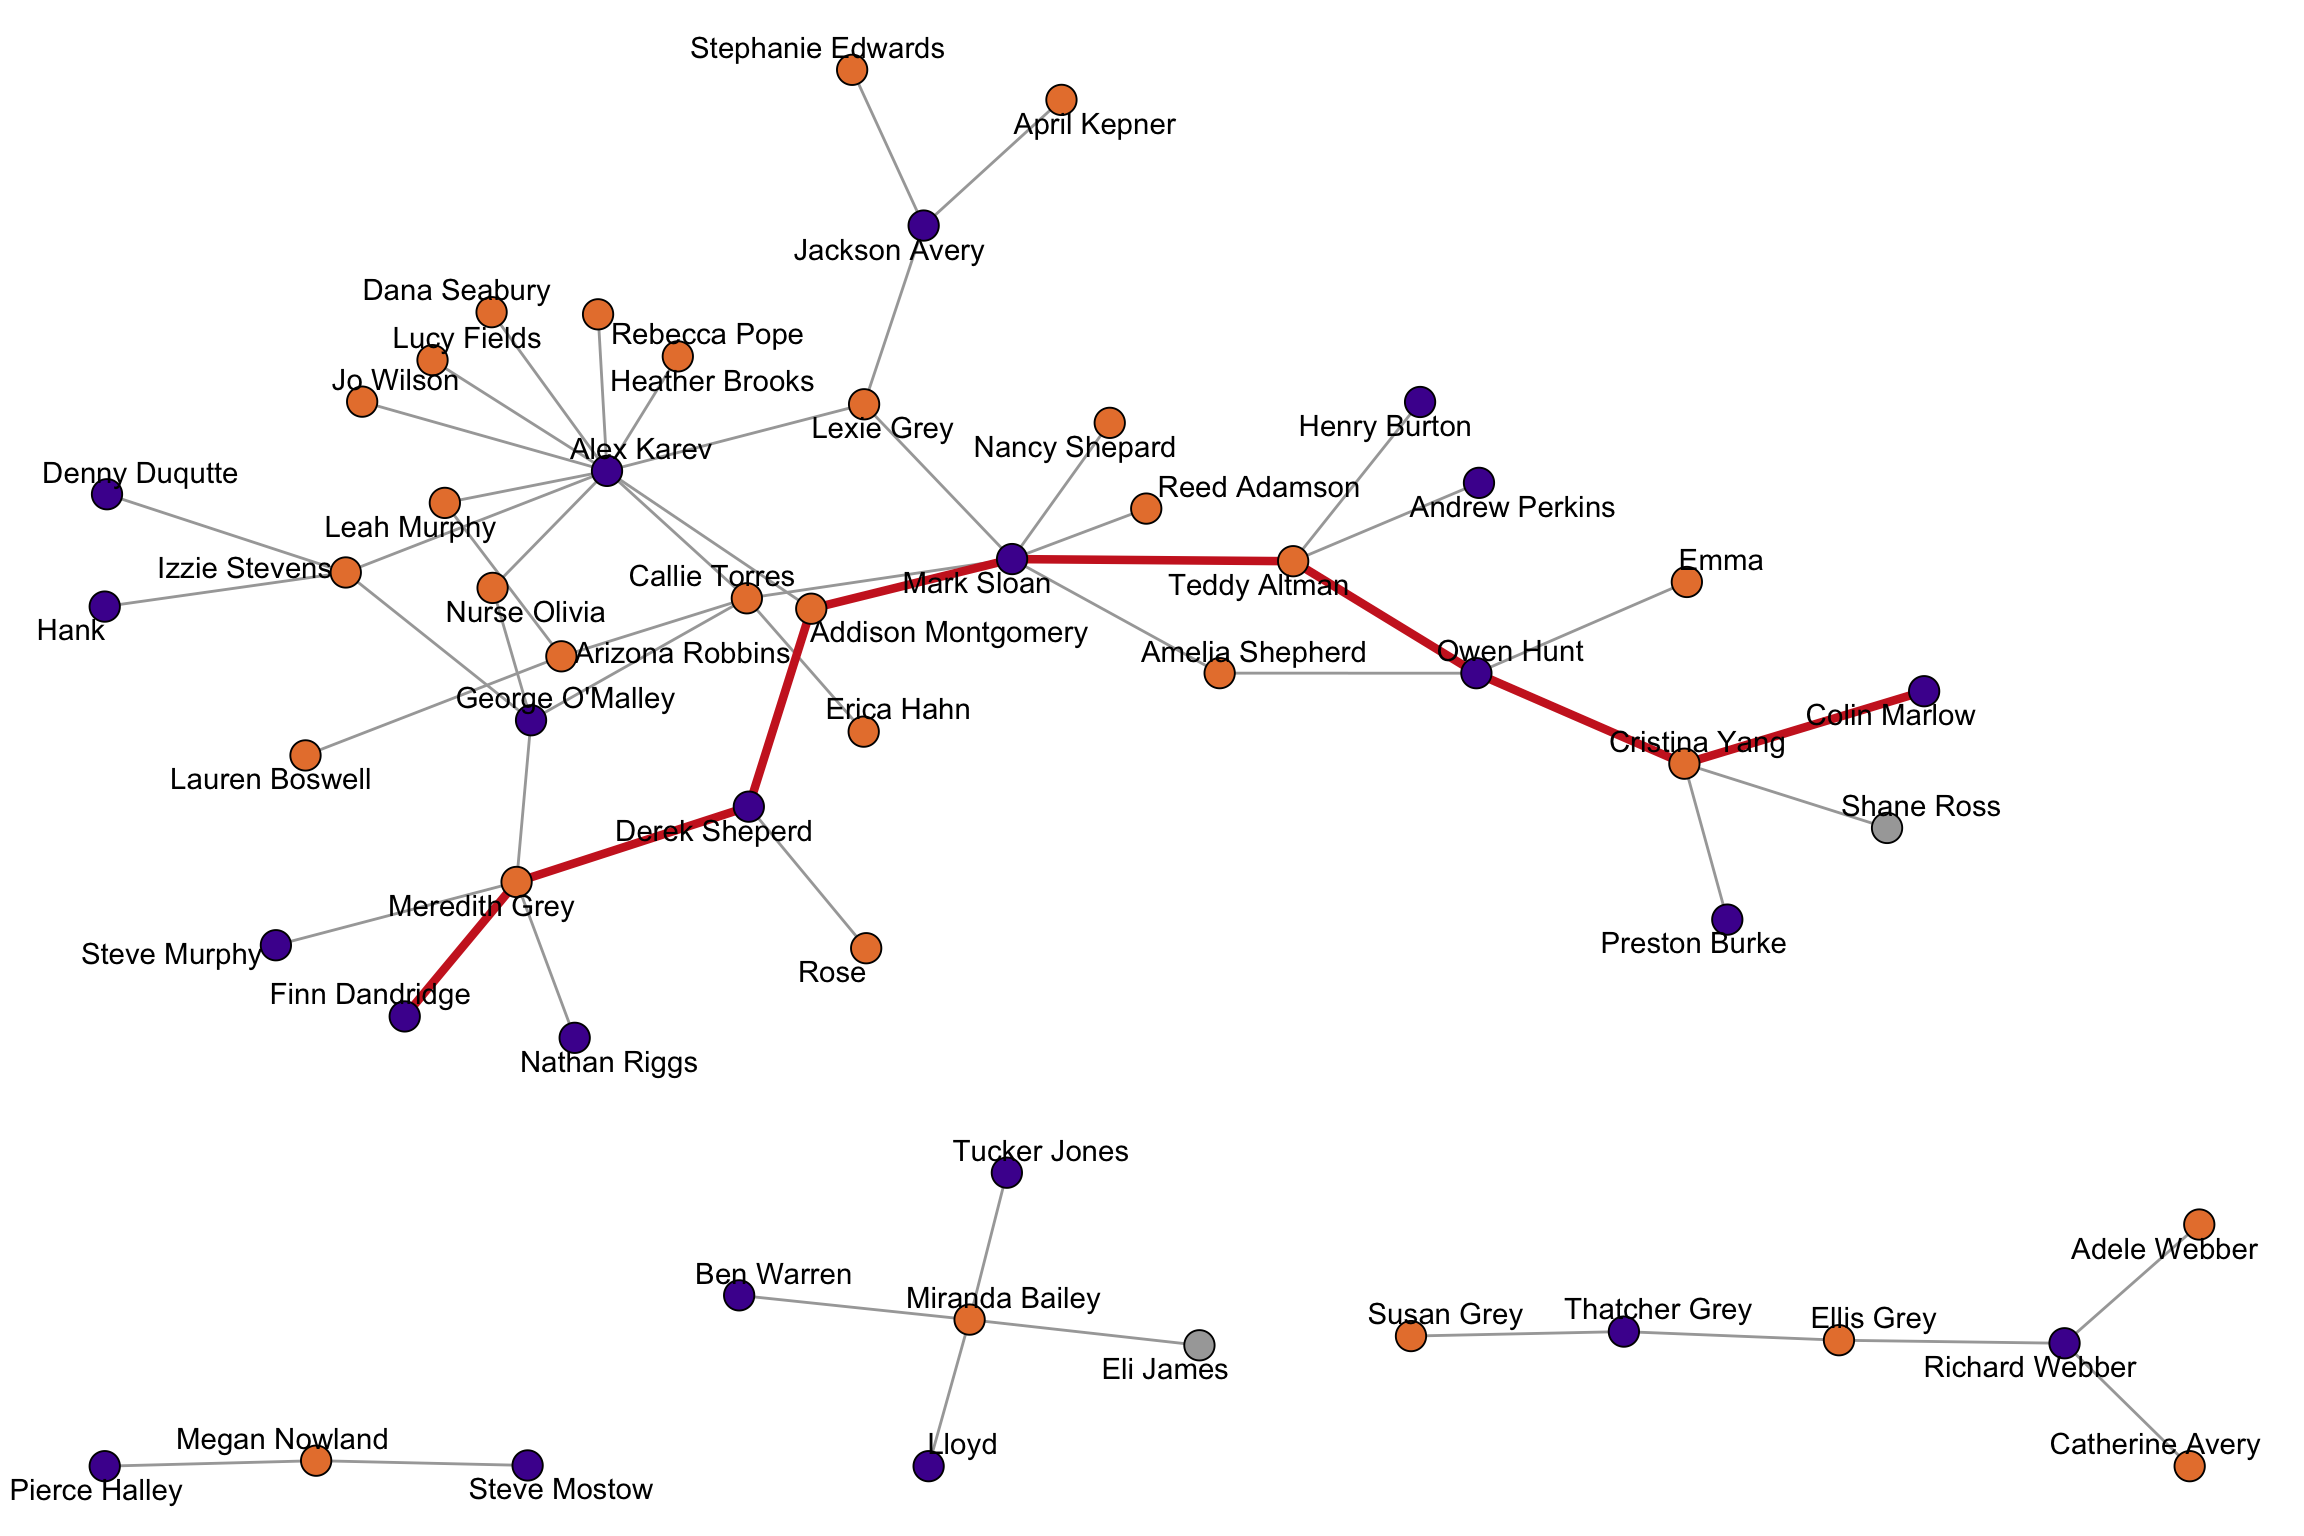 Stephanie Edwards
April Kepner
Jackson Avery
Dana Seabury
Rebecca Pope
Lucy Fields
Jo Wilson
Heather Brooks
Lexie Grey
Henry Burton
Alex Karev
Nancy Shepard
Denny Duqutte
Reed Adamson
Andrew Perkins
Leah Murphy
Emma
Izzie Stevens
Callie Torres
Mark Sloan
Teddy Altman
Nurse Olivia
Hank
Addison Montgomery
Arizona Robbins
Amelia Shepherd
Owen Hunt
George O'Malley
Erica Hahn
Colin Marlow
Cristina Yang
Lauren Boswell
Shane Ross
Derek Sheperd
Meredith Grey
Preston Burke
Steve Murphy
Rose
Finn Dandridge
Nathan Riggs
Tucker Jones
Adele Webber
Ben Warren
Miranda Bailey
Susan Grey
Thatcher Grey
Ellis Grey
Eli James
Richard Webber
Megan Nowland
Lloyd
Catherine Avery
Pierce Halley
Steve Mostow